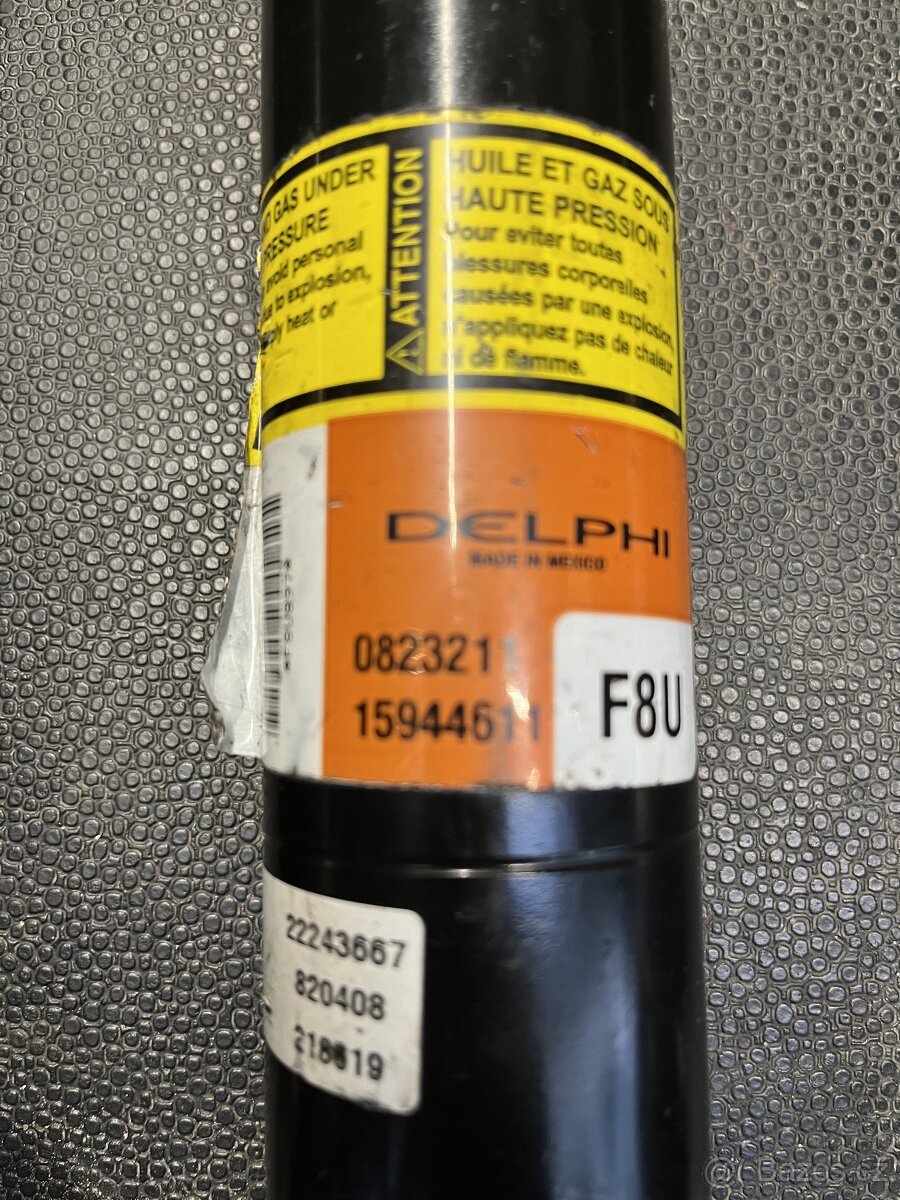 GAS UNDER
PRESSURE
avoid personal
to explosion,
heat or
ATTENTION
HUILE ET GAZ SOUS
HAUTE PRESSION
Pour eviter toutes
blessures corporelles
causées par une explosion,
n'appliquez pas de chaleur
ni de flamme.
DELPHI
MADE IN MEXICO
0823211
15944611
F8U
22243667
820408
Bazos.cz